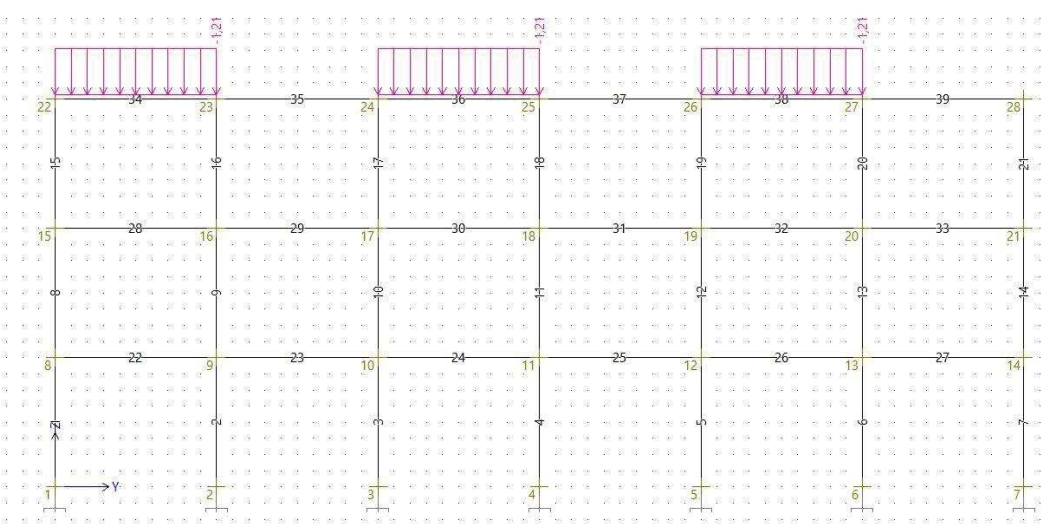 -1,21 -1,21 -1,21
22 34 23 35 24 36 25 37 26 38 27 39 28
15 16 17 18 19 20 21
15 28 16 29 17 30 18 31 19 32 20 33 21
8 9 10 11 12 13 14
8 22 9 23 10 24 11 25 12 26 13 27 14
Z 2 3 4 5 6 7
1 Y 2 3 4 5 6 7